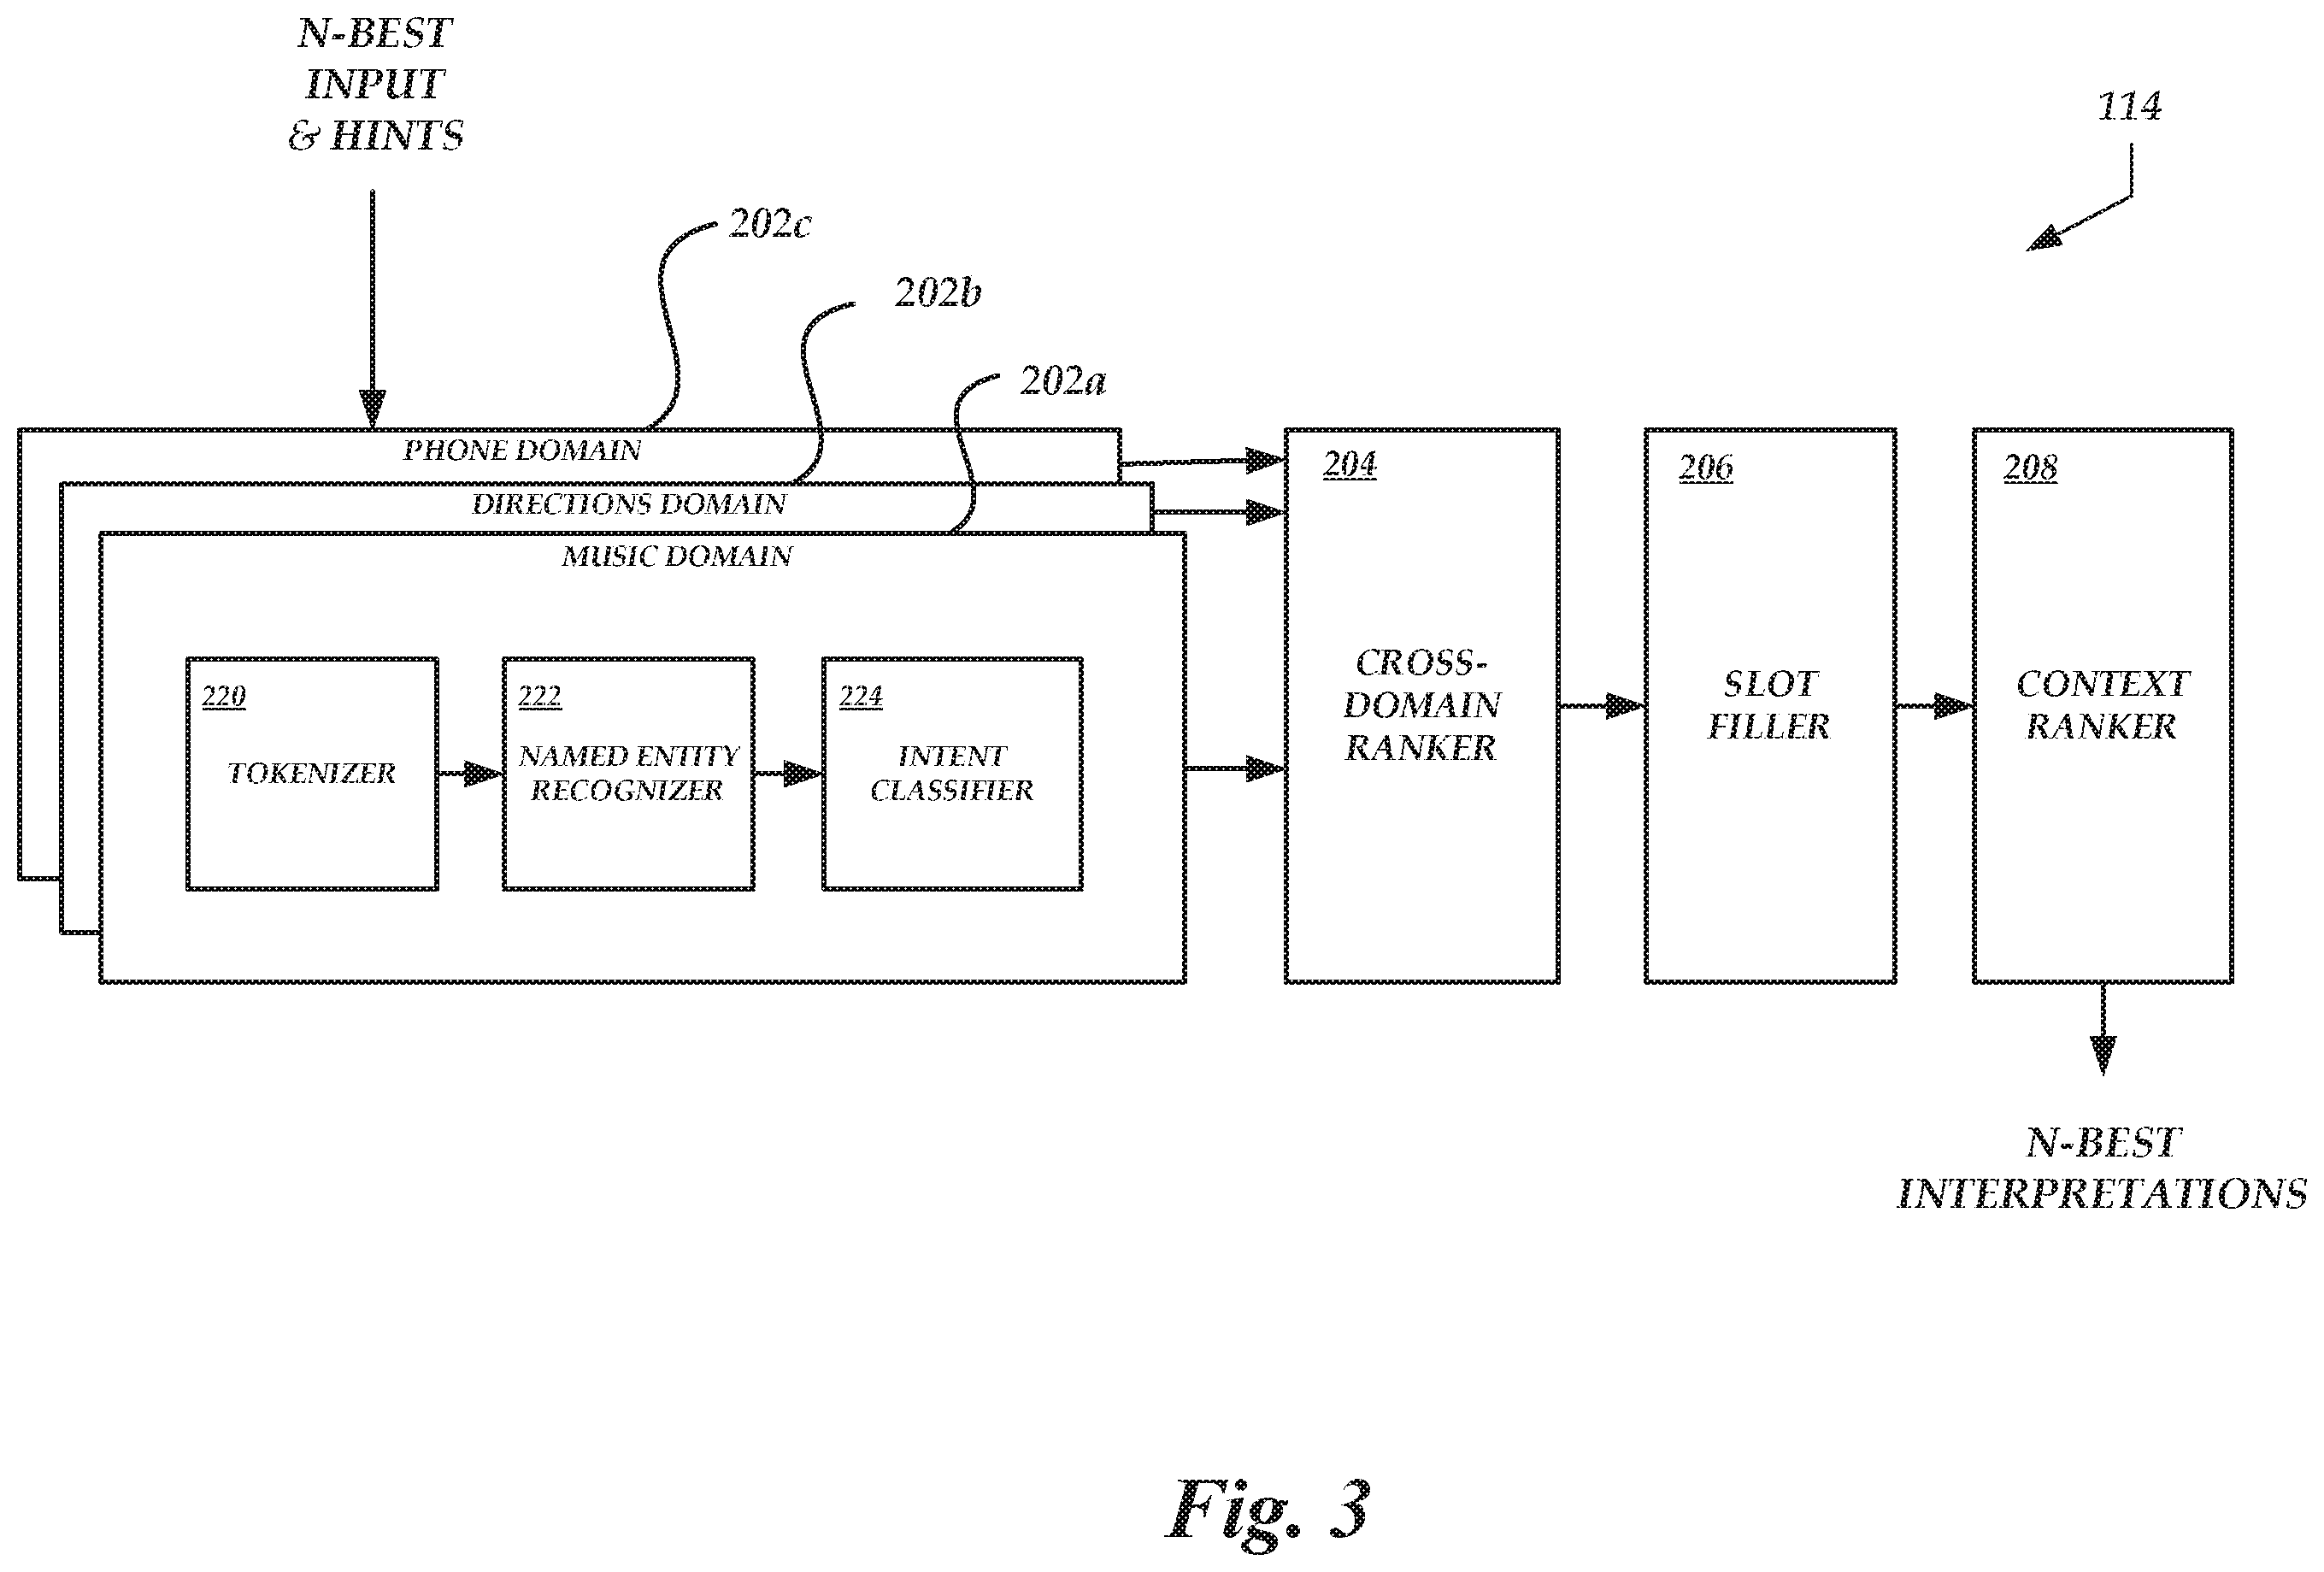 N-BEST
INPUT
& HINTS
114
202c
202b
202a
PHONE DOMAIN
DIRECTIONS DOMAIN
MUSIC DOMAIN
220
TOKENIZER
222
NAMED ENTITY
RECOGNIZER
224
INTENT
CLASSIFIER
204
CROSS-
DOMAIN
RANKER
206
SLOT
FILLER
208
CONTEXT
RANKER
N-BEST
INTERPRETATIONS
Fig. 3